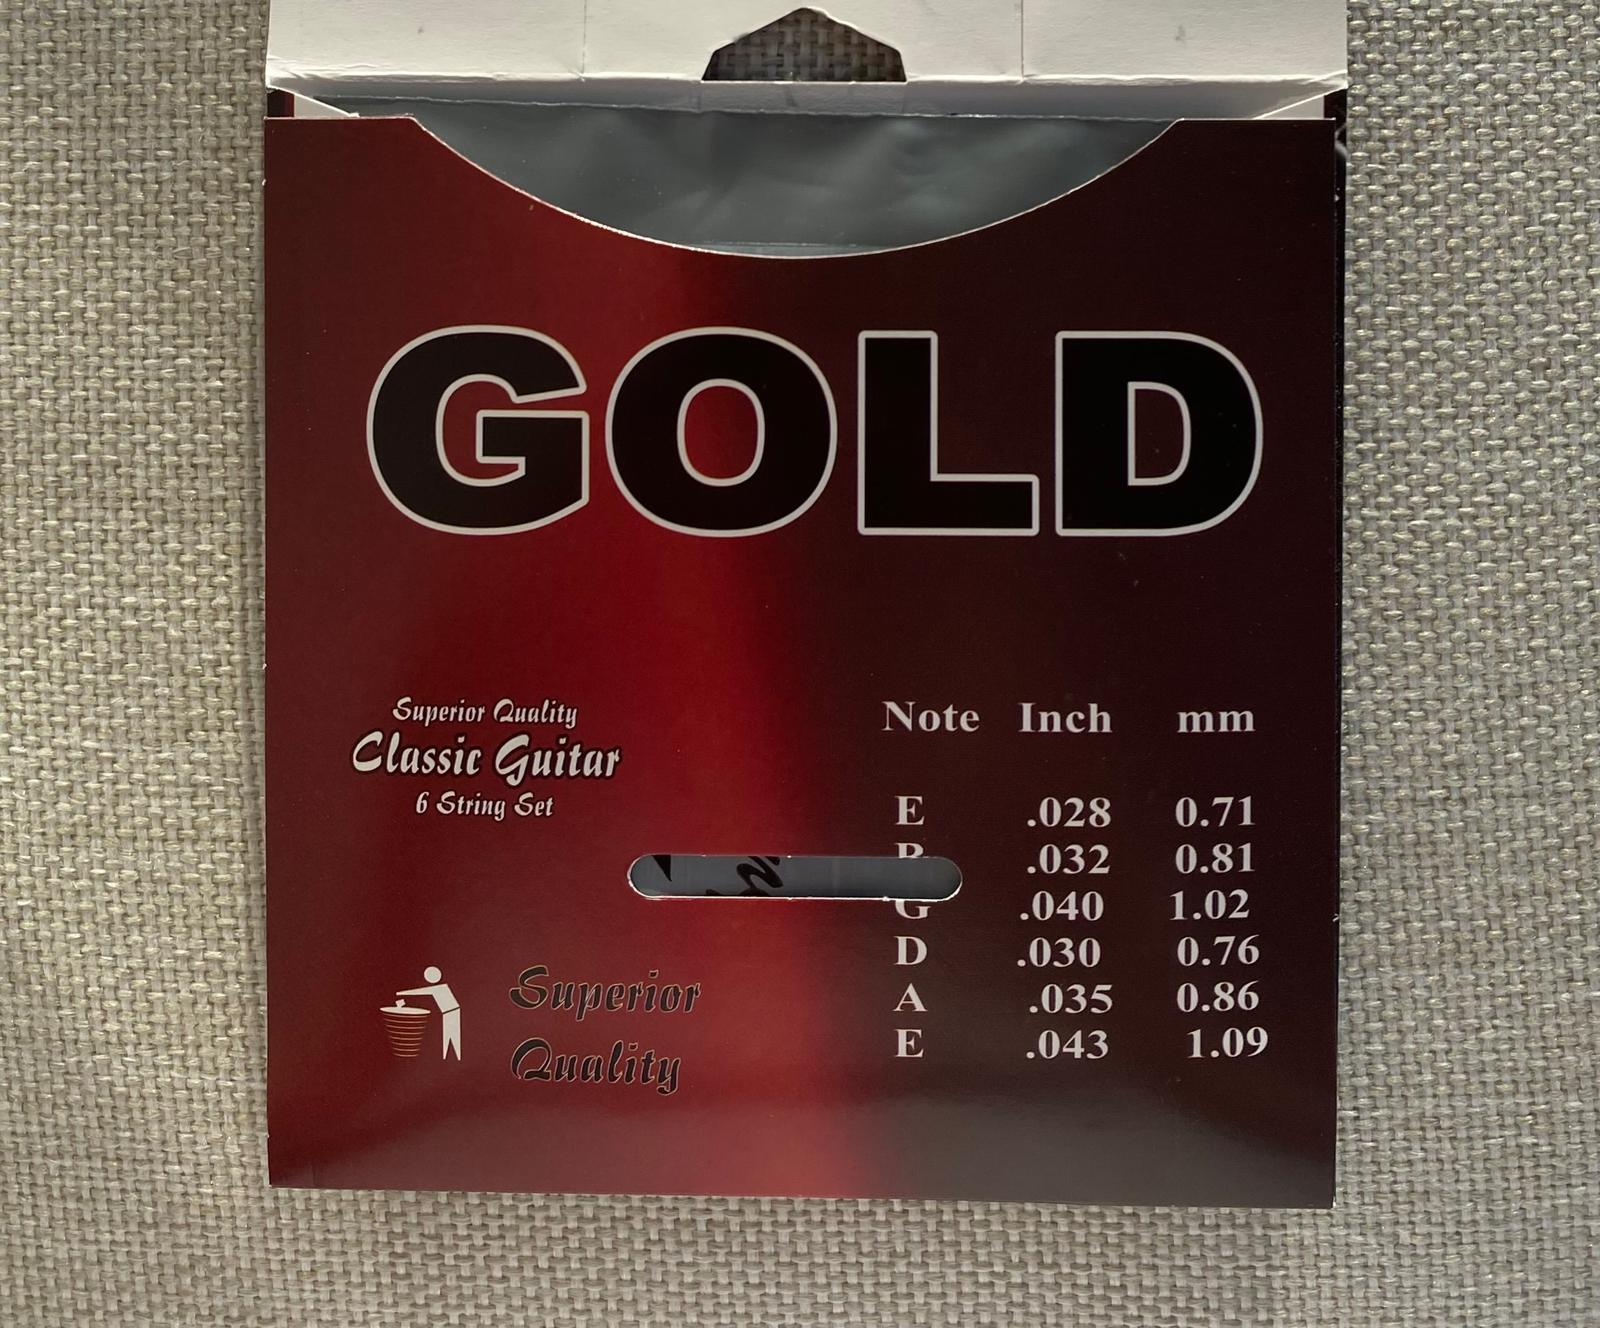 GOLD
Superior Quality
Classic Guitar
6 String Set
Superior
Quality
Note Inch mm
E .028 0.71
B .032 0.81
G .040 1.02
D .030 0.76
A .035 0.86
E .043 1.09